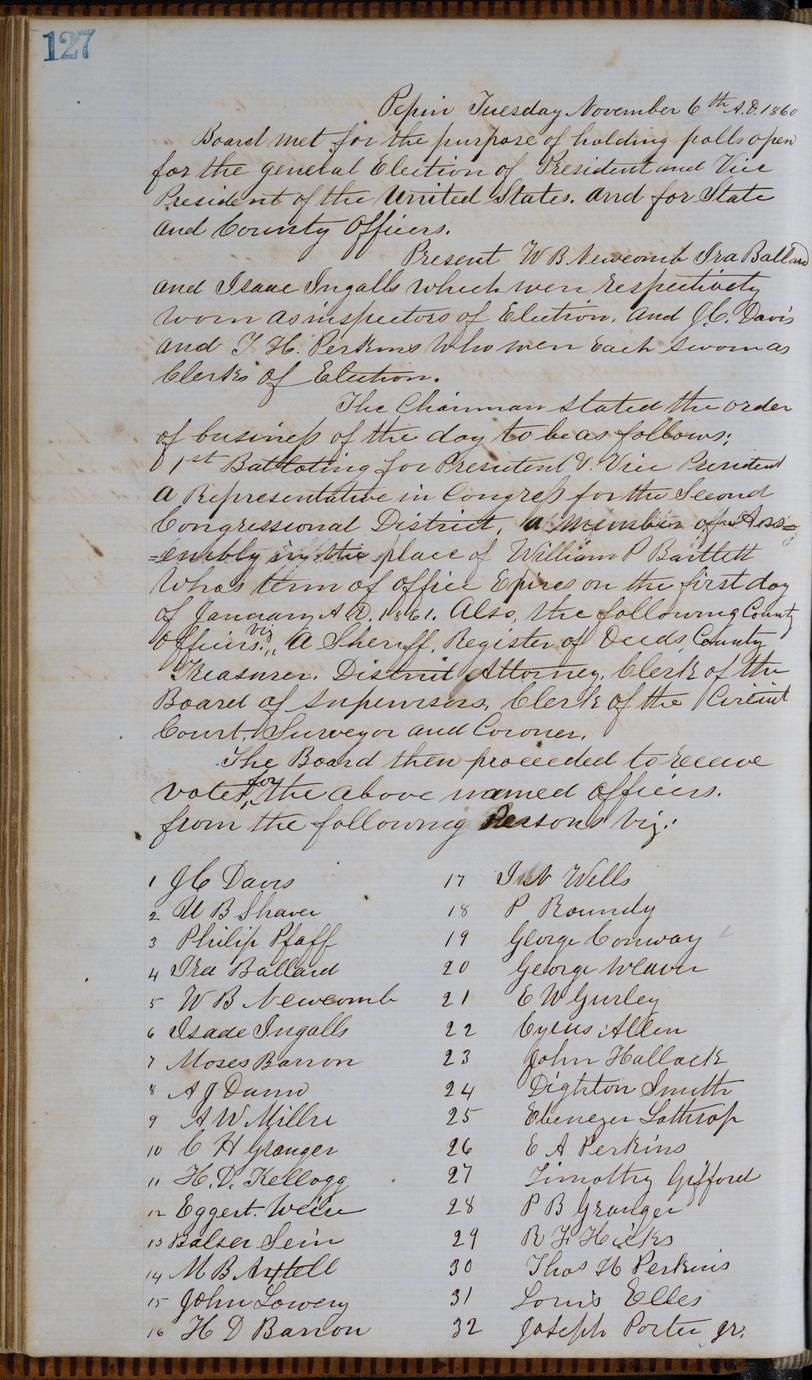 127
Pepin Tuesday November 6th A.D. 1860
Board met for the purpose of holding polls open
for the general Election of President and Vice
President of the United States. and for State
and County Officers.
Present W B Newcomb Ira Ballard
and Isaac Ingalls which wen respectively
worn as inspectors of Election. and J.C. Davis
and T. H. Perkins who wen Each sworn as
Clerks of Election.
The Chairman stated the order
of business of the day to be as follows;
1st Balloting for President & Vice President
a Representative in Congress for the Second
Congressional District, a member of Ass=
=embly in the place of William P Bartlett
Who's term of office Epires on the first day
of January A.D. 1861. Also, the following County
Officers, viz; A Sheriff, Register of Deeds, County
Treasurer. District Attorney, Clerk of the
Board of Supervisors, Clerk of the Circuit
Court. Surveyor and Coroner.
The Board then proceeded to receive
votes, for the above named officers.
from the following Persons Viz:
1 J C Davis
2 U B Shaver
3 Philip Pfaff
4 Ira Ballard
5 W B Newcomb
6 Isaac Ingalls
7 Moses Barron
8 A J
9 A W Miller
10 C H Granger
11 H. D. Kellogg
12 Eggert.
13 Balser Sein
14 M B Axtell
15 John Lowery
16 H D Barron
17 Wills
18 P Roundy
19 George Conway
20 George Weaver
21 E W Gurley
22 Cyrus Allen
23 John Hallack
24 Dighton Smith
25 Ebenezer Lathrop
26 E A Perkins
27 Timothy Gifford
28 P B Granger
29 R F Hicks
30 Thos H Perkins
31 Louis Elles
32 Joseph Porter Jr.